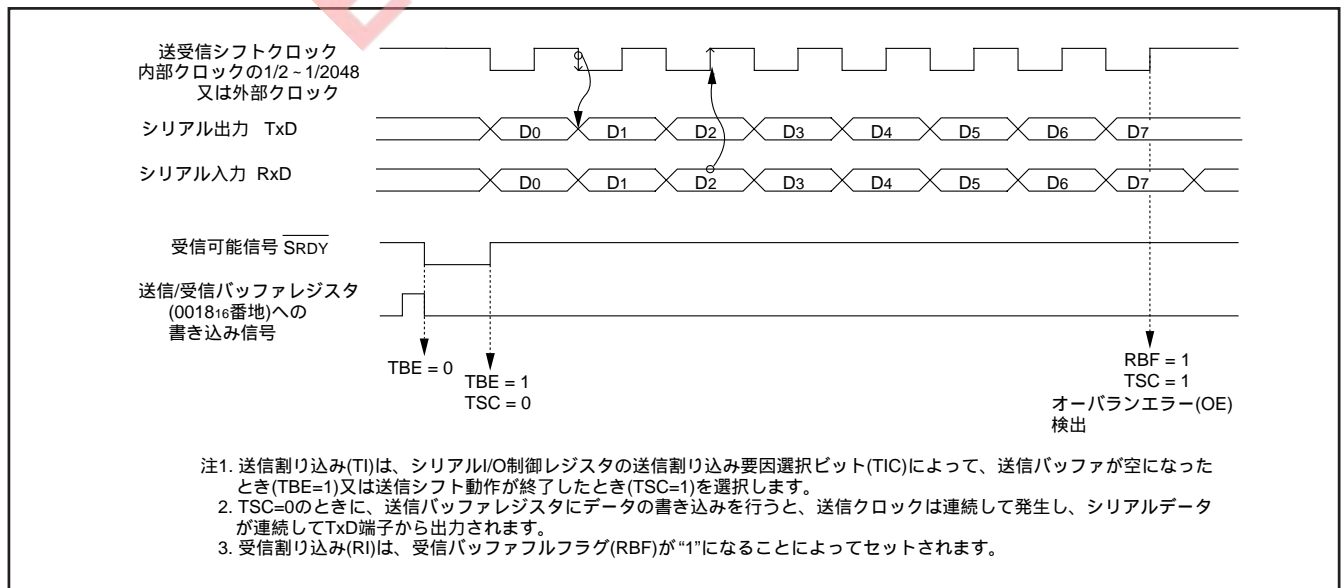 送受信シフトクロック
内部クロックの1/2～1/2048
又は外部クロック
シリアル出力 TxD
D0 D1 D2 D3 D4 D5 D6 D7
シリアル入力 RxD
D0 D1 D2 D3 D4 D5 D6 D7
受信可能信号 SRDY
送信/受信バッファレジスタ
(001816番地)への
書き込み信号
TBE = 0
TBE = 1
TSC = 0
RBF = 1
TSC = 1
オーバランエラー(OE)
検出
注1. 送信割り込み(TI)は、シリアルI/O制御レジスタの送信割り込み要因選択ビット(TIC)によって、送信バッファが空になった
とき(TBE=1)又は送信シフト動作が終了したとき(TSC=1)を選択します。
2. TSC=0のときに、送信バッファレジスタにデータの書き込みを行うと、送信クロックは連続して発生し、シリアルデータ
が連続してTxD端子から出力されます。
3. 受信割り込み(RI)は、受信バッファフルフラグ(RBF)が“1”になることによってセットされます。